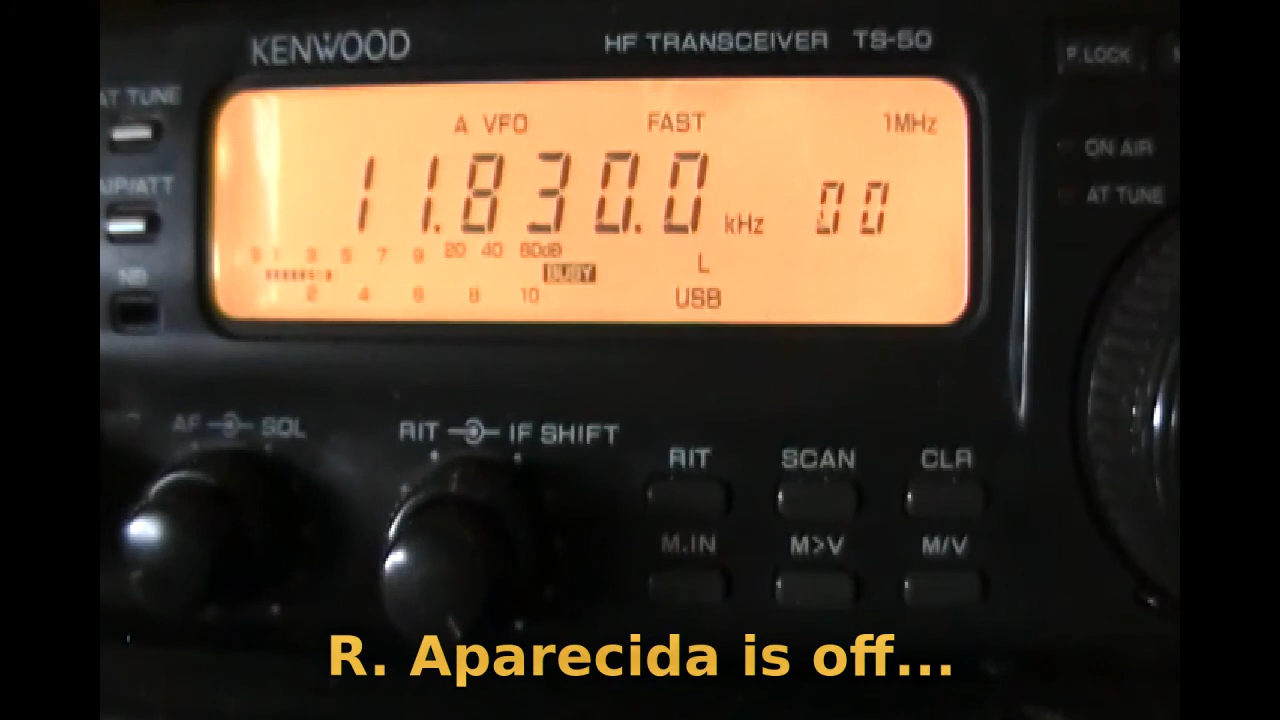 KENWOOD
HF TRANSCEIVER TS-50
F.LOCK
AT TUNE
A VFO FAST 1MHz
ON AIR
11.830.0 kHz 00
AIP/ATT
AT TUNE
S 1 3 5 7 9 20 40 60dB
BUSY
L
NB
2 4 6 8 10
USB
AF SQL
RIT IF SHIFT
RIT SCAN CLR
M.IN M>V M/V
R. Aparecida is off...